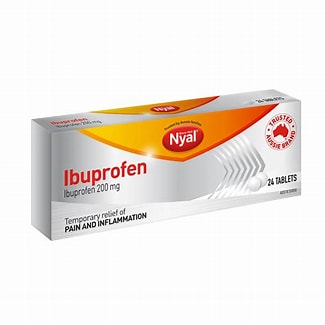 Nyal
TRUSTED
AUSSIE BRAND
Ibuprofen
Ibuprofen 200 mg
Temporary relief of
PAIN AND INFLAMMATION
24 TABLETS